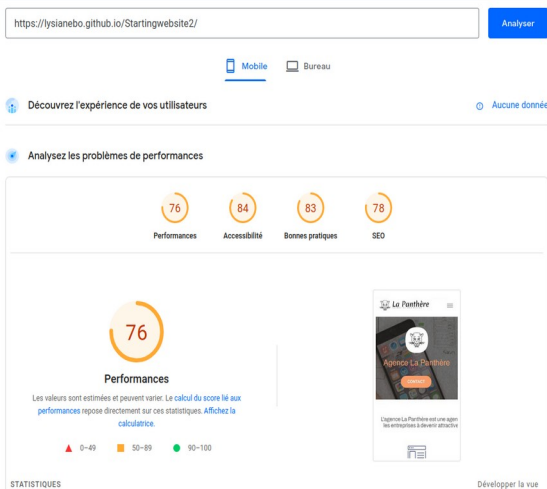 https://lysianebo.github.io/Startingwebsite2/
Analyser
Mobile
Bureau
Découvrez l'expérience de vos utilisateurs
Aucune donnée
Analysez les problèmes de performances
76
84
83
78
Performances
Accessibilité
Bonnes pratiques
SEO
76
Performances
Les valeurs sont estimées et peuvent varier. Le calcul du score lié aux
performances repose directement sur ces statistiques. Affichez la
calculatrice.
0–49
50–89
90–100
La Panthère
Agence La Panthère
CONTACT
L'agence La Panthère est une agen
les entreprises à devenir attractive
STATISTIQUES
Développer la vue